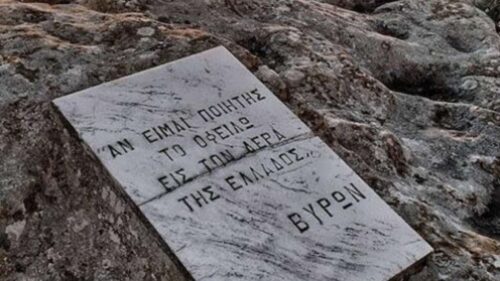 "ΑΝ ΕΙΜΑΙ ΠΟΙΗΤΗΣ
ΤΟ ΟΦΕΙΛΩ
ΕΙΣ ΤΟΝ ΑΕΡΑ
ΤΗΣ ΕΛΛΑΔΟΣ„
ΒΥΡΩΝ